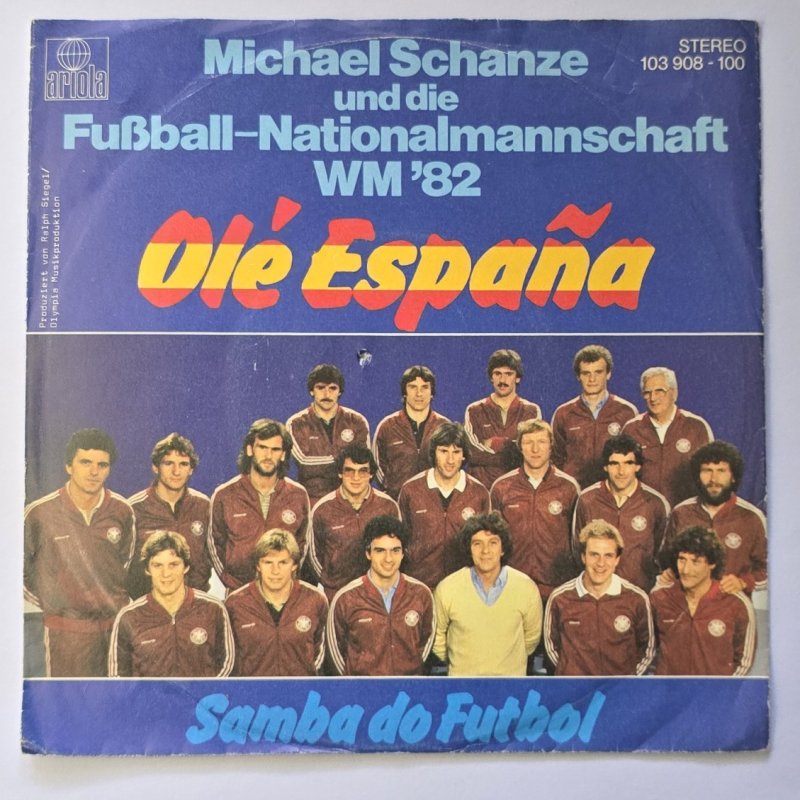 ariola
Michael Schanze
und die
Fußball-Nationalmannschaft
WM '82
STEREO
103 908 - 100
Produziert von Ralph Siegel/
Olympia Musikproduktion
Olé España
Samba do Futbol